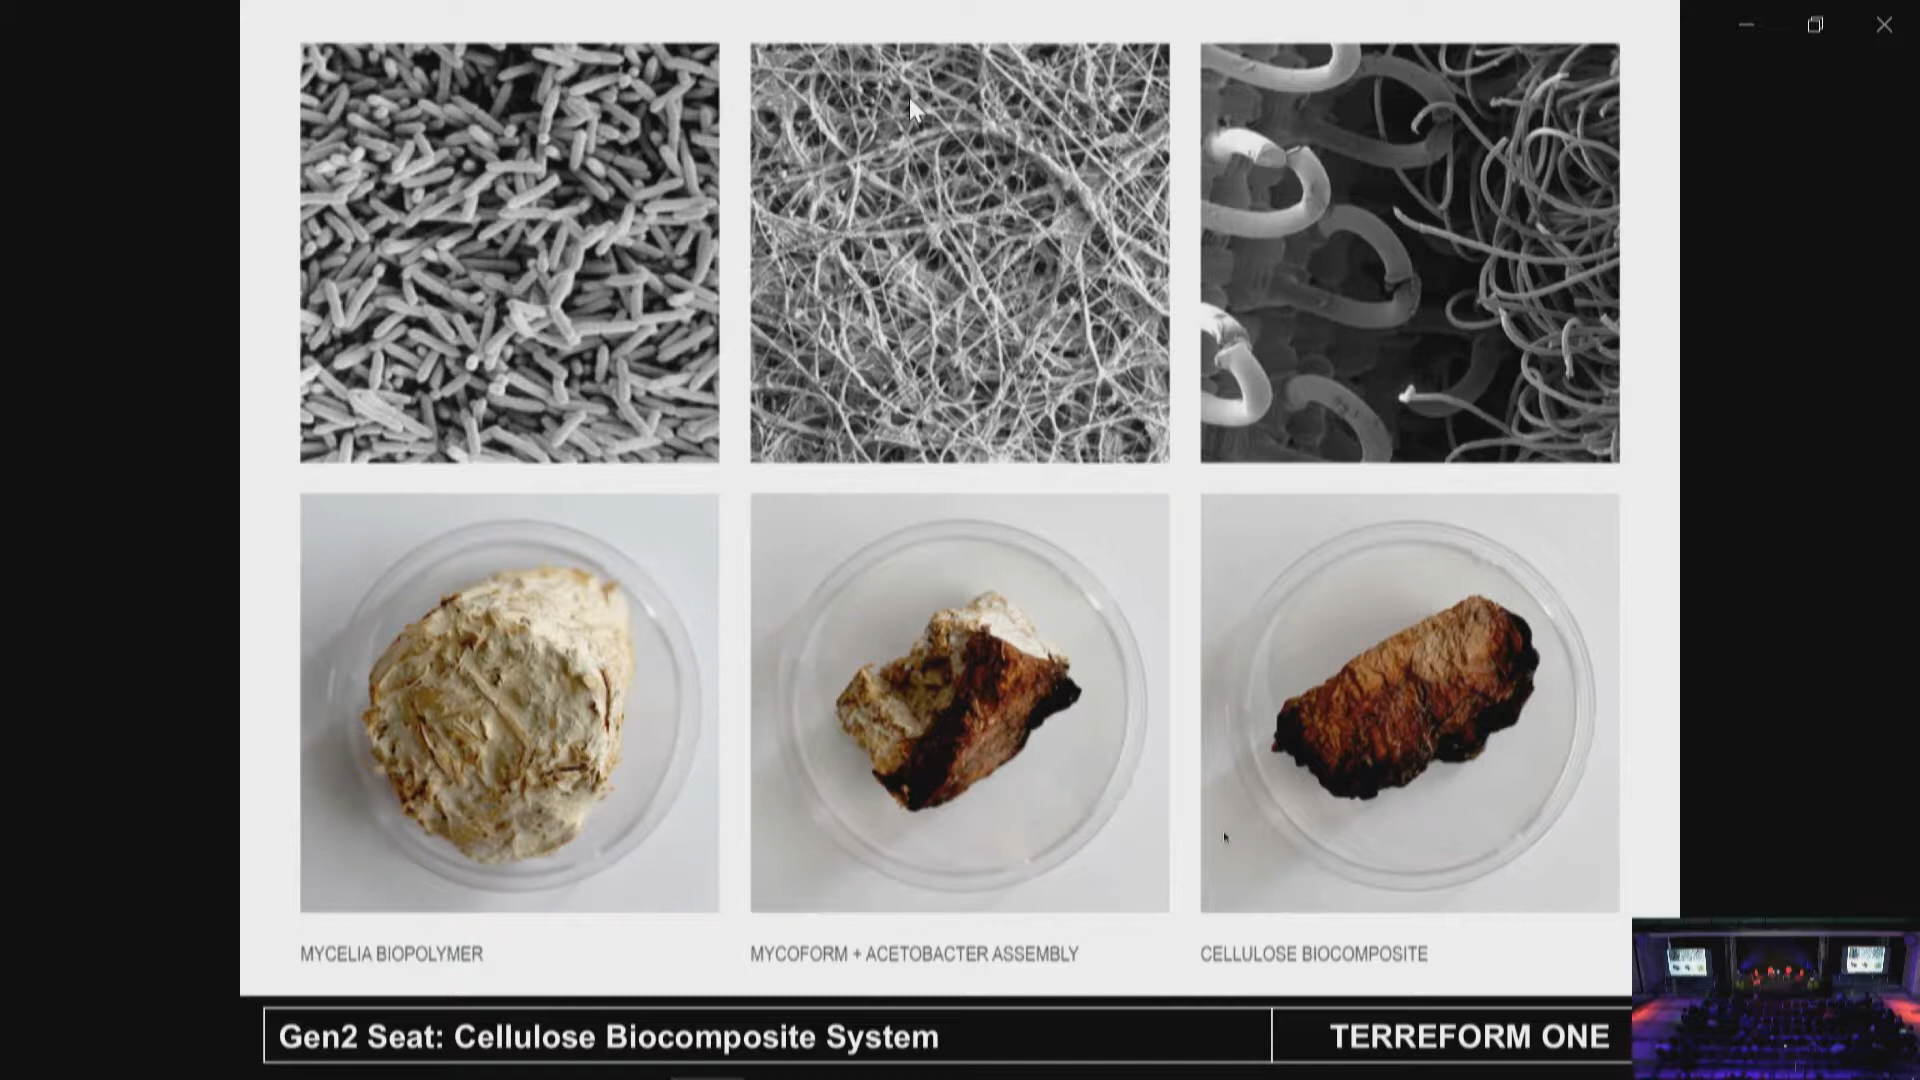 MYCELIA BIOPOLYMER
MYCOFORM + ACETOBACTER ASSEMBLY
CELLULOSE BIOCOMPOSITE
Gen2 Seat: Cellulose Biocomposite System
TERREFORM ONE